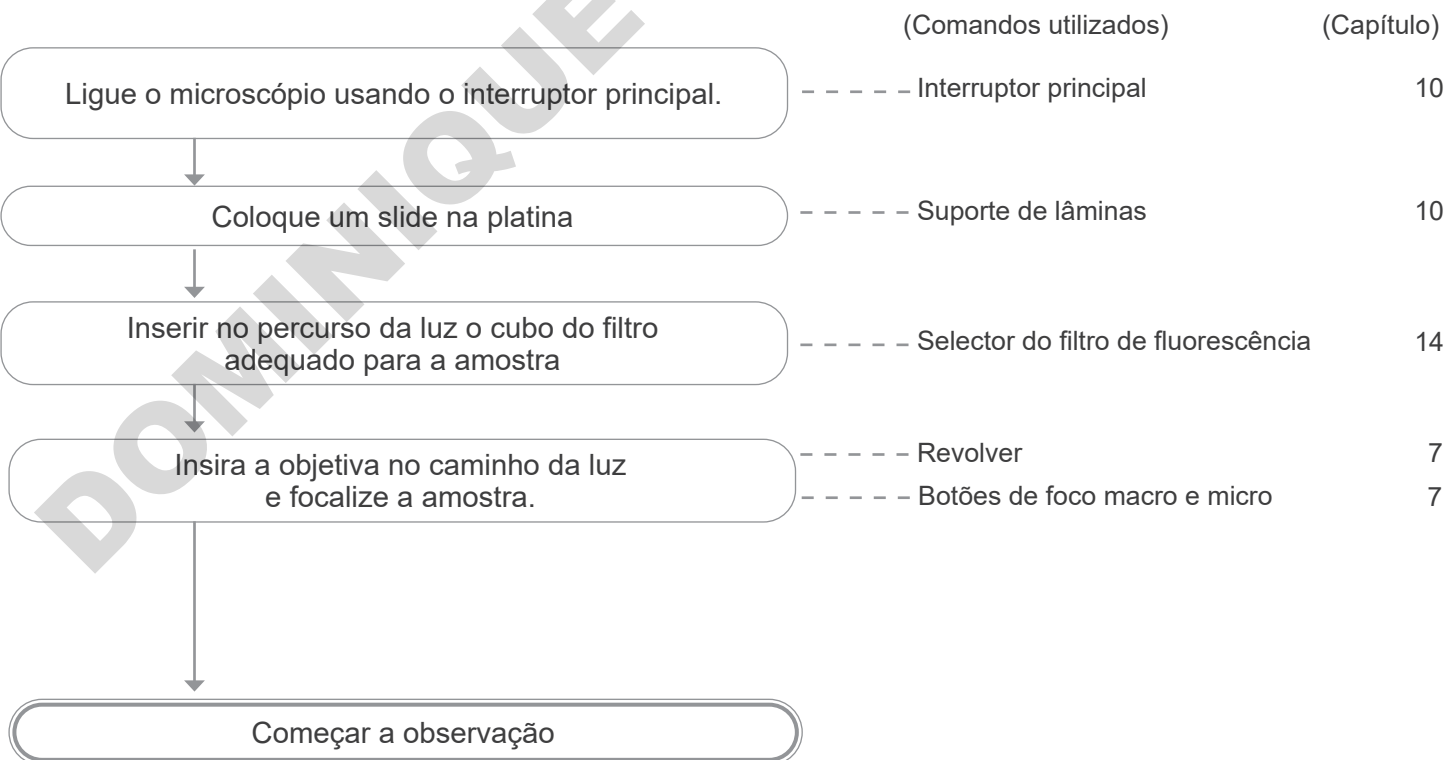 (Comandos utilizados) (Capítulo)
Ligue o microscópio usando o interruptor principal. Interruptor principal 10
Coloque um slide na platina Suporte de lâminas 10
Inserir no percurso da luz o cubo do filtro
adequado para a amostra
Selector do filtro de fluorescência 14
Insira a objetiva no caminho da luz
e focalize a amostra.
Revolver 7
Botões de foco macro e micro 7
Começar a observação
DOMINIQUE